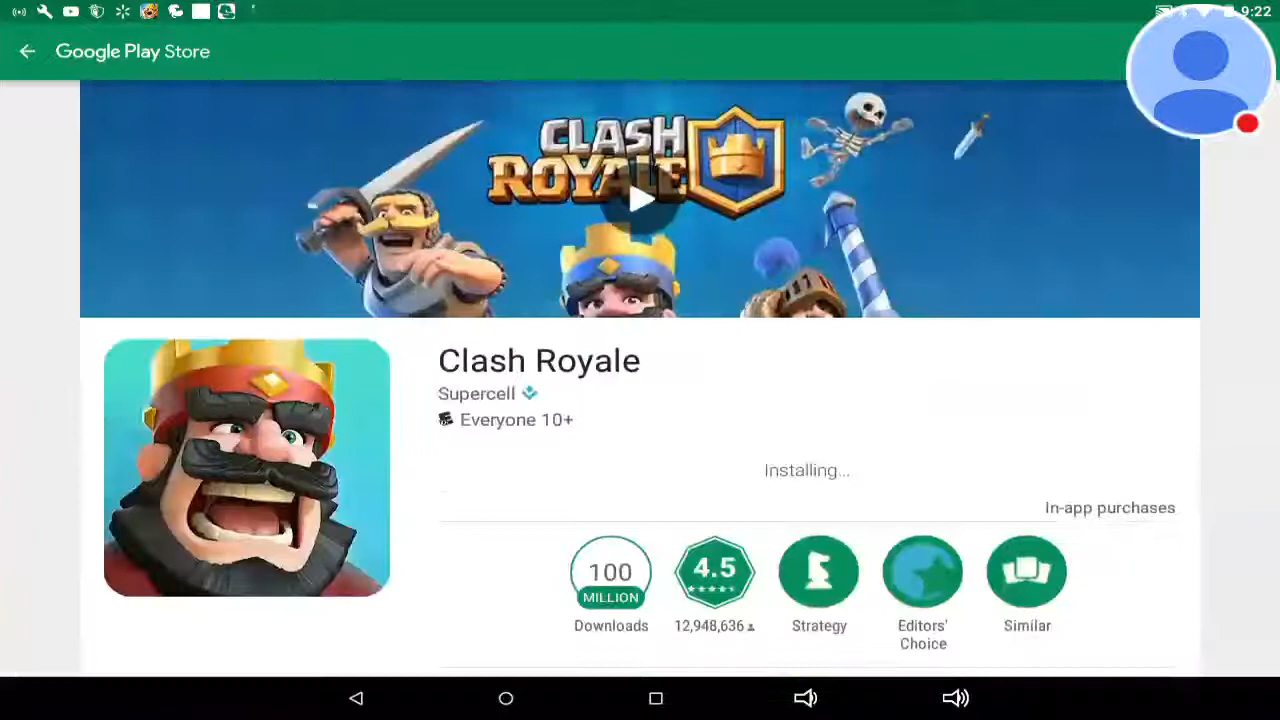 9:22
Google Play Store
CLASH
ROYALE
Clash Royale
Supercell
Everyone 10+
Installing...
In-app purchases
100
MILLION
Downloads
4.5
12,948,636
Strategy
Editors'
Choice
Similar